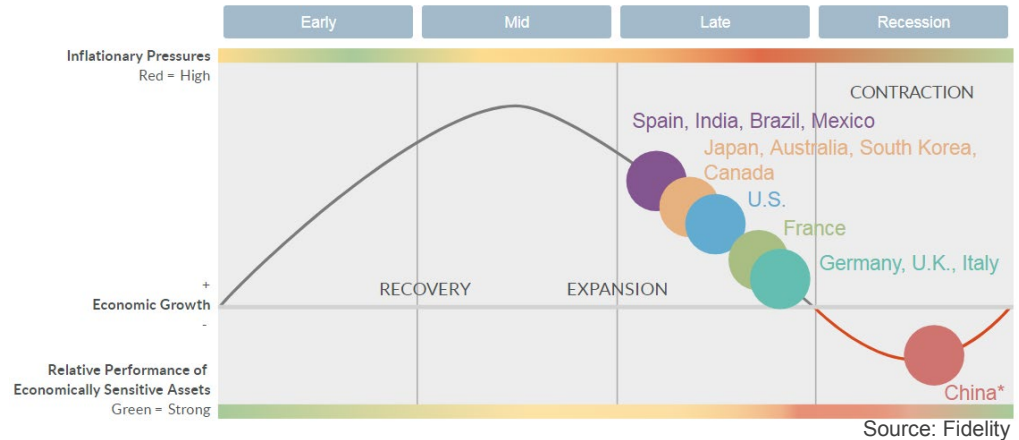 Early
Mid
Late
Recession
Inflationary Pressures
Red = High
CONTRACTION
Spain, India, Brazil, Mexico
Japan, Australia, South Korea,
Canada
U.S.
France
Germany, U.K., Italy
RECOVERY
EXPANSION
+
Economic Growth
-
Relative Performance of
Economically Sensitive Assets
Green = Strong
China*
Source: Fidelity